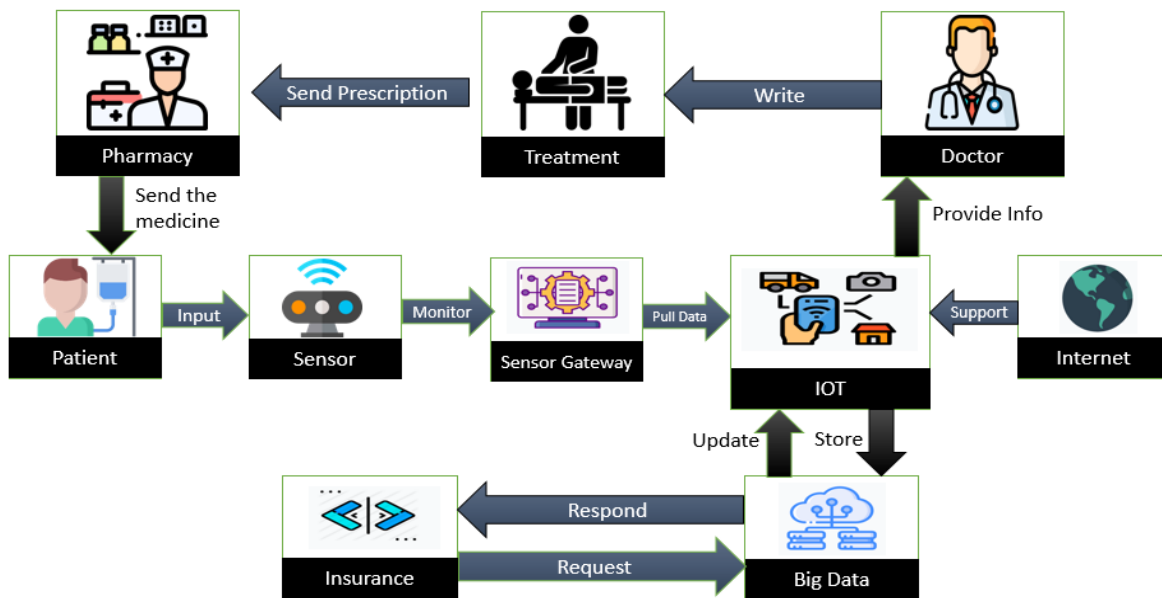 Send Prescription
Write
Pharmacy
Treatment
Doctor
Send the
medicine
Provide Info
Input
Monitor
Pull Data
Support
Patient
Sensor
Sensor Gateway
IOT
Internet
Update
Store
Respond
Request
Insurance
Big Data